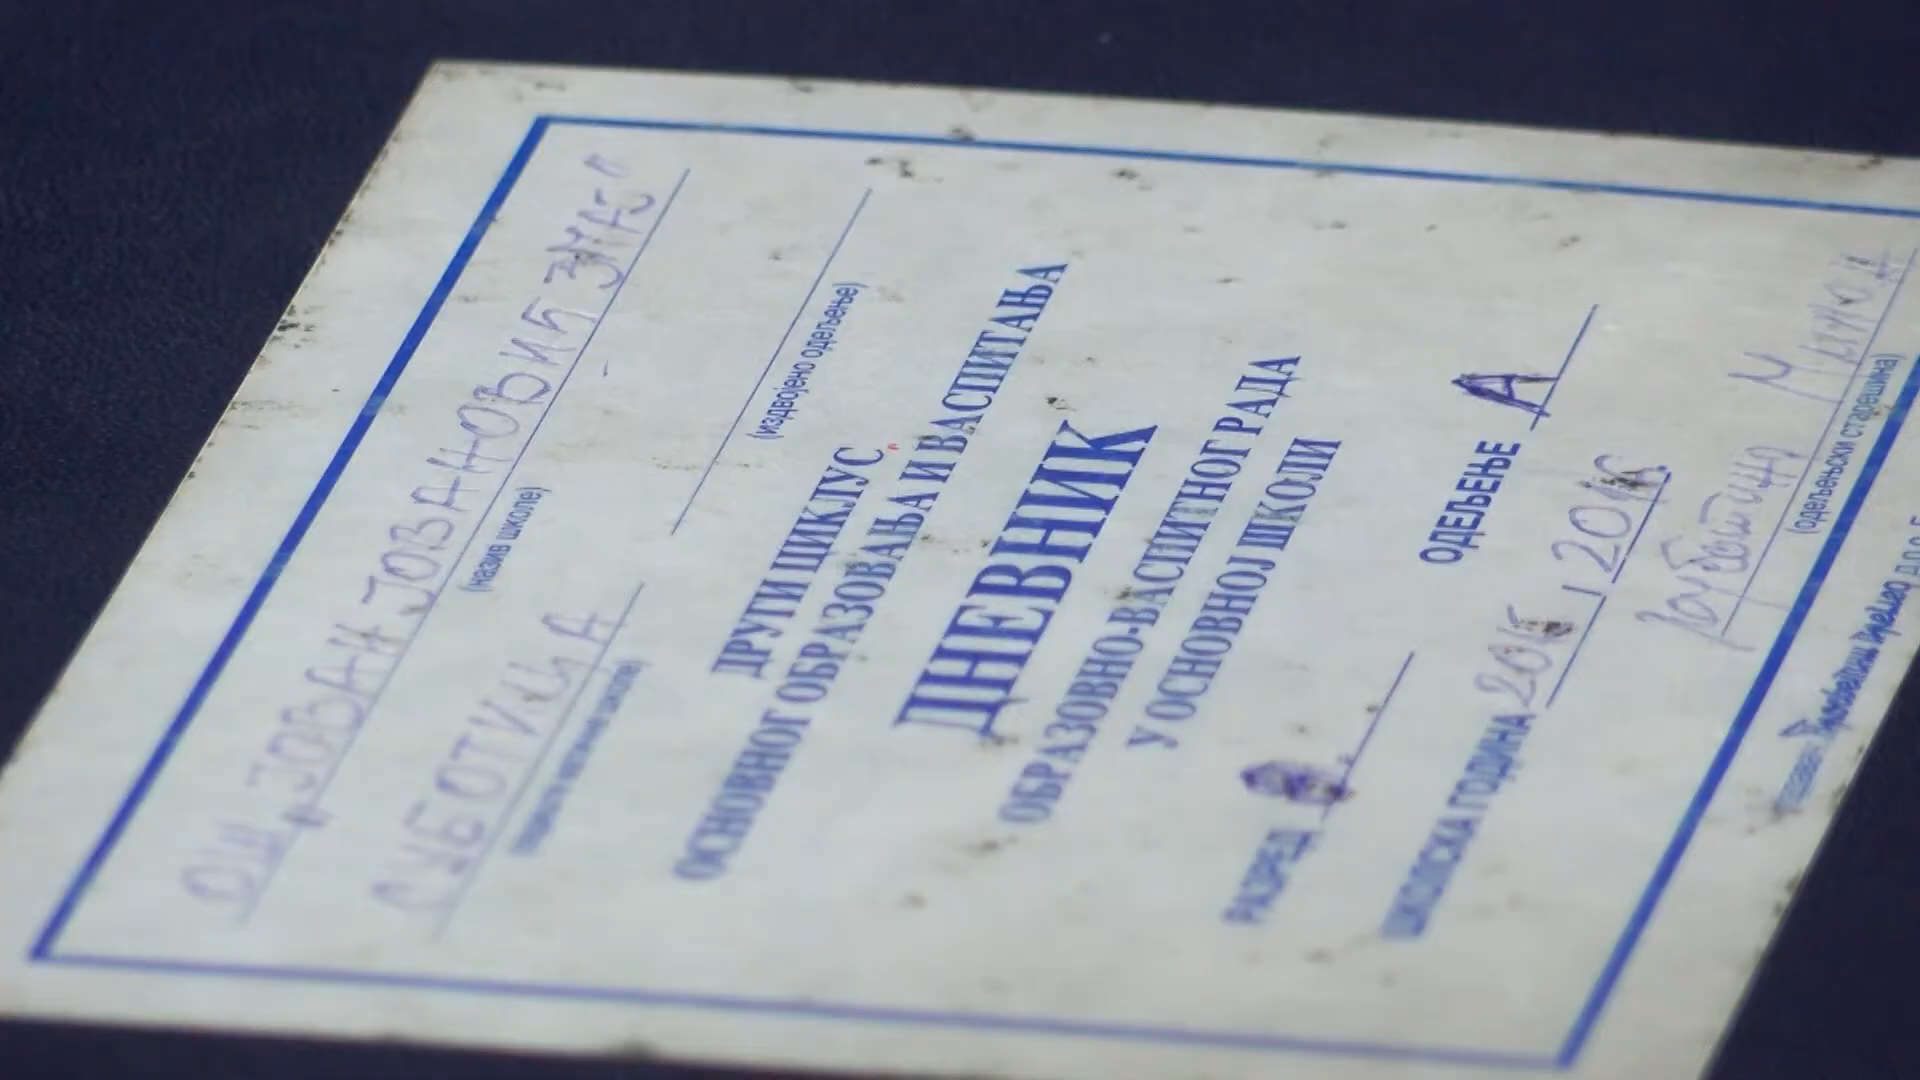 ОШ „ЈОВАН ЈОВАНОВИЋ ЗМАЈ"
(назив школе)
СУБОТИЦА
(издвојено одељење)
ДРУГИ ЦИКЛУС
ОСНОВНОГ ОБРАЗОВАЊА И ВАСПИТАЊА
ДНЕВНИК
ОБРАЗОВНО-ВАСПИТНОГ РАДА
У ОСНОВНОЈ ШКОЛИ
РАЗРЕД
ОДЕЉЕЊЕ А
ШКОЛСКА ГОДИНА 2015 / 2016
(одељењски старешина)